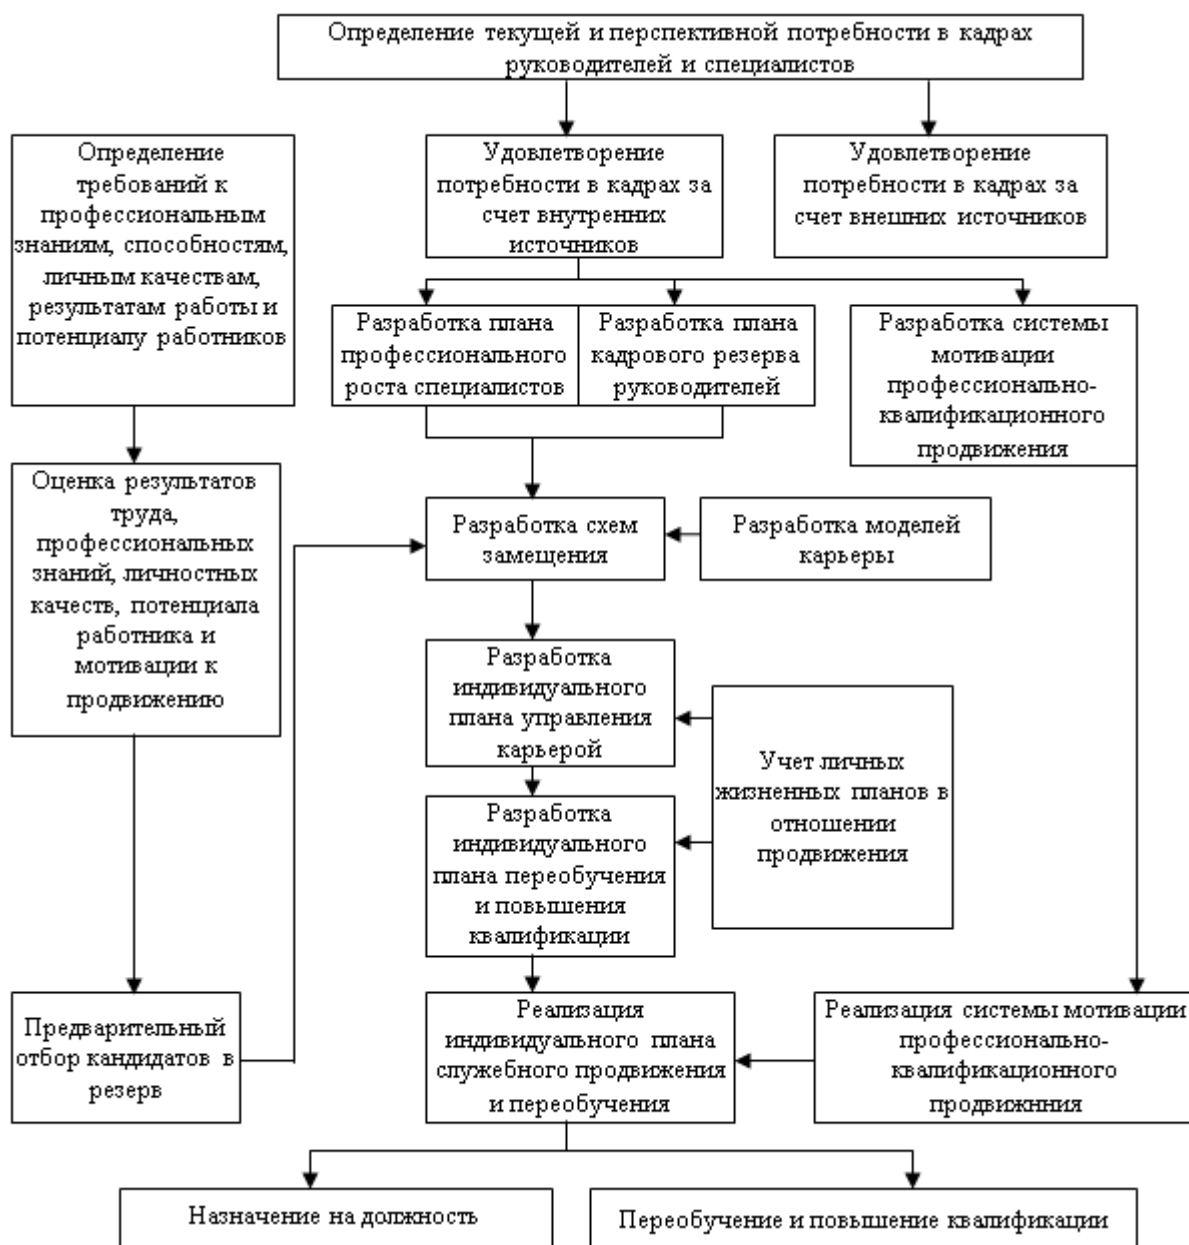 Определение текущей и перспективной потребности в кадрах
руководителей и специалистов
Определение
требований к
профессиональным
знаниям, способностям,
личным качествам,
результатам работы и
потенциалу работников
Удовлетворение
потребности в кадрах за
счет внутренних
источников
Удовлетворение
потребности в кадрах за
счет внешних источников
Разработка плана
профессионального
роста специалистов
Разработка плана
кадрового резерва
руководителей
Разработка системы
мотивации
профессионально-
квалификационного
продвижения
Оценка результатов
труда,
профессиональных
знаний, личностных
качеств, потенциала
работника и
мотивации к
продвижению
Разработка схем
замещения
Разработка моделей
карьеры
Разработка
индивидуального
плана управления
карьерой
Учет личных
жизненных планов в
отношении
продвижения
Разработка
индивидуального
плана переобучения
и повышения
квалификации
Предварительный
отбор кандидатов в
резерв
Реализация
индивидуального плана
служебного продвижения
и переобучения
Реализация системы мотивации
профессионально-
квалификационного
продвижнния
Назначение на должность
Переобучение и повышение квалификации